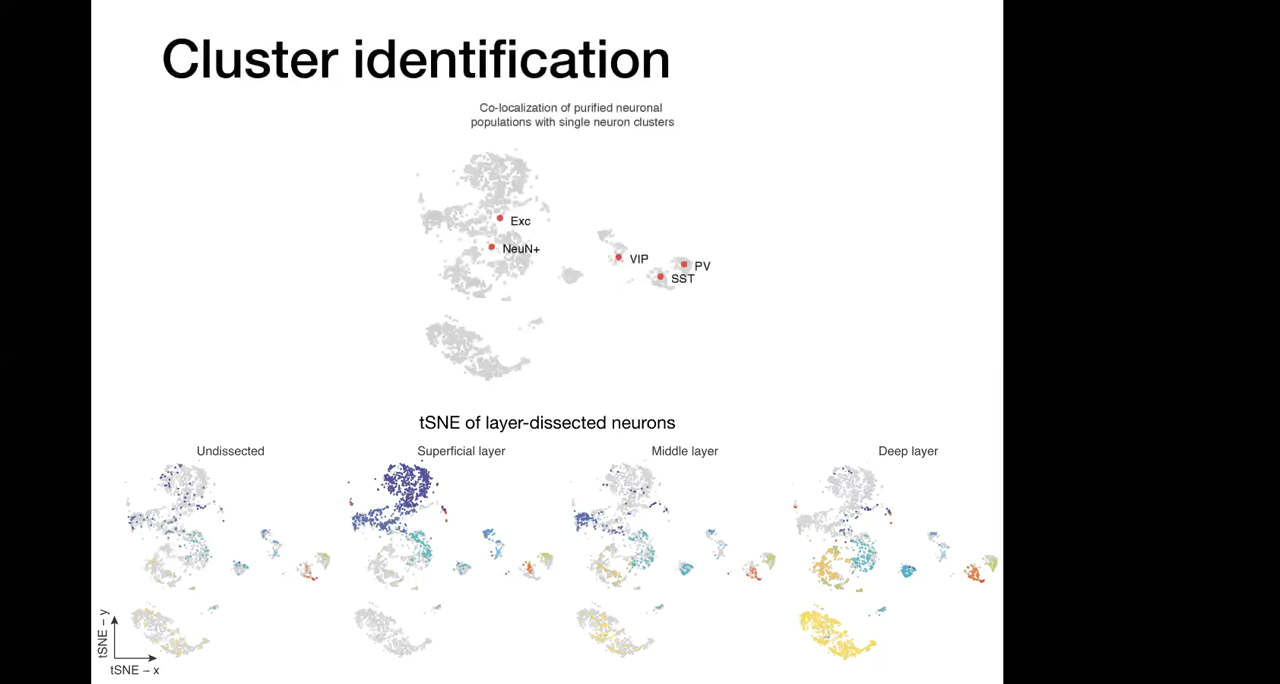 Cluster identification
Co-localization of purified neuronal
populations with single neuron clusters
Exc
NeuN+
VIP
PV
SST
tSNE of layer-dissected neurons
Undissected
Superficial layer
Middle layer
Deep layer
tSNE – y
tSNE – x